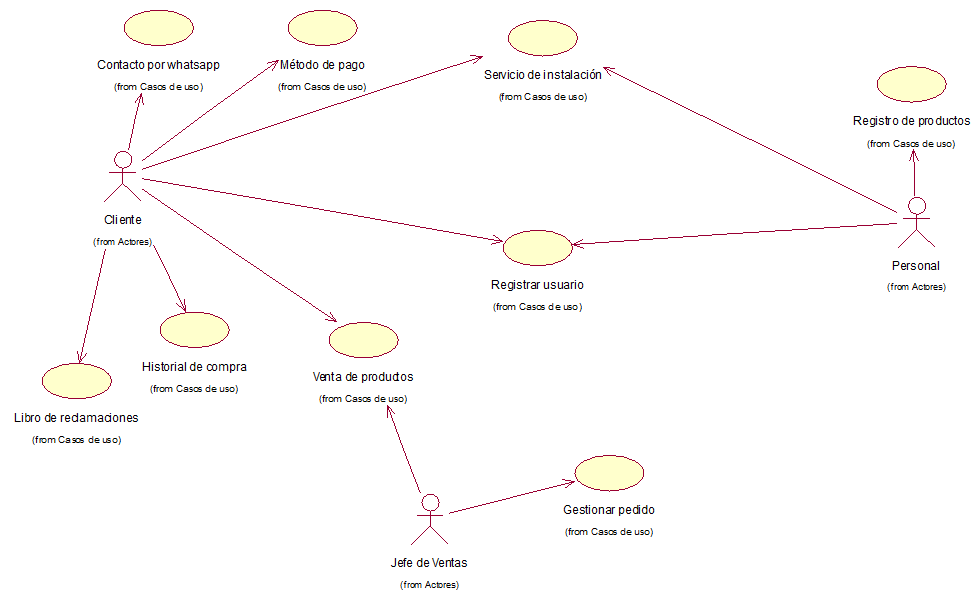 Contacto por whatsapp
(from Casos de uso)
Método de pago
(from Casos de uso)
Servicio de instalación
(from Casos de uso)
Registro de productos
(from Casos de uso)
Cliente
(from Actores)
Personal
(from Actores)
Registrar usuario
(from Casos de uso)
Historial de compra
(from Casos de uso)
Venta de productos
(from Casos de uso)
Libro de reclamaciones
(from Casos de uso)
Gestionar pedido
(from Casos de uso)
Jefe de Ventas
(from Actores)